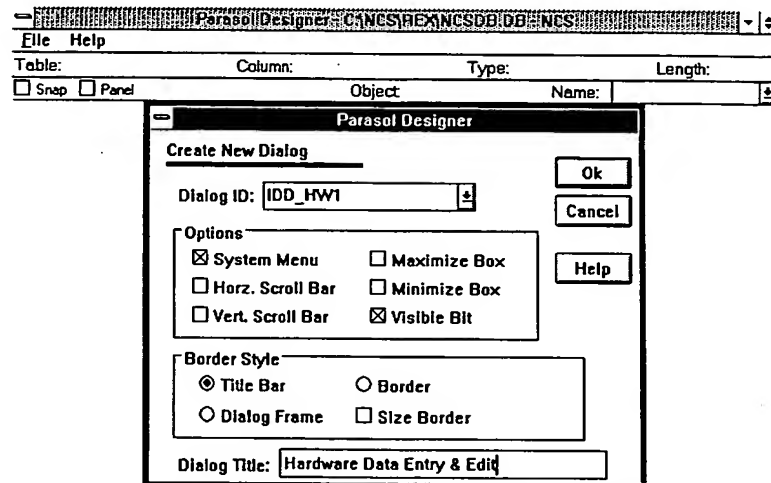 Parasol Designer - C:\NCS\REX\NCSDB.DB - NCS
File Help
Table: Column: Type: Length:
Snap Panel Object: Name:
Parasol Designer
Create New Dialog
Ok
Dialog ID: IDD_HW1
Cancel
Options
System Menu Maximize Box
Help
Horz. Scroll Bar Minimize Box
Vert. Scroll Bar Visible Bit
Border Style
Title Bar Border
Dialog Frame Size Border
Dialog Title: Hardware Data Entry & Edit